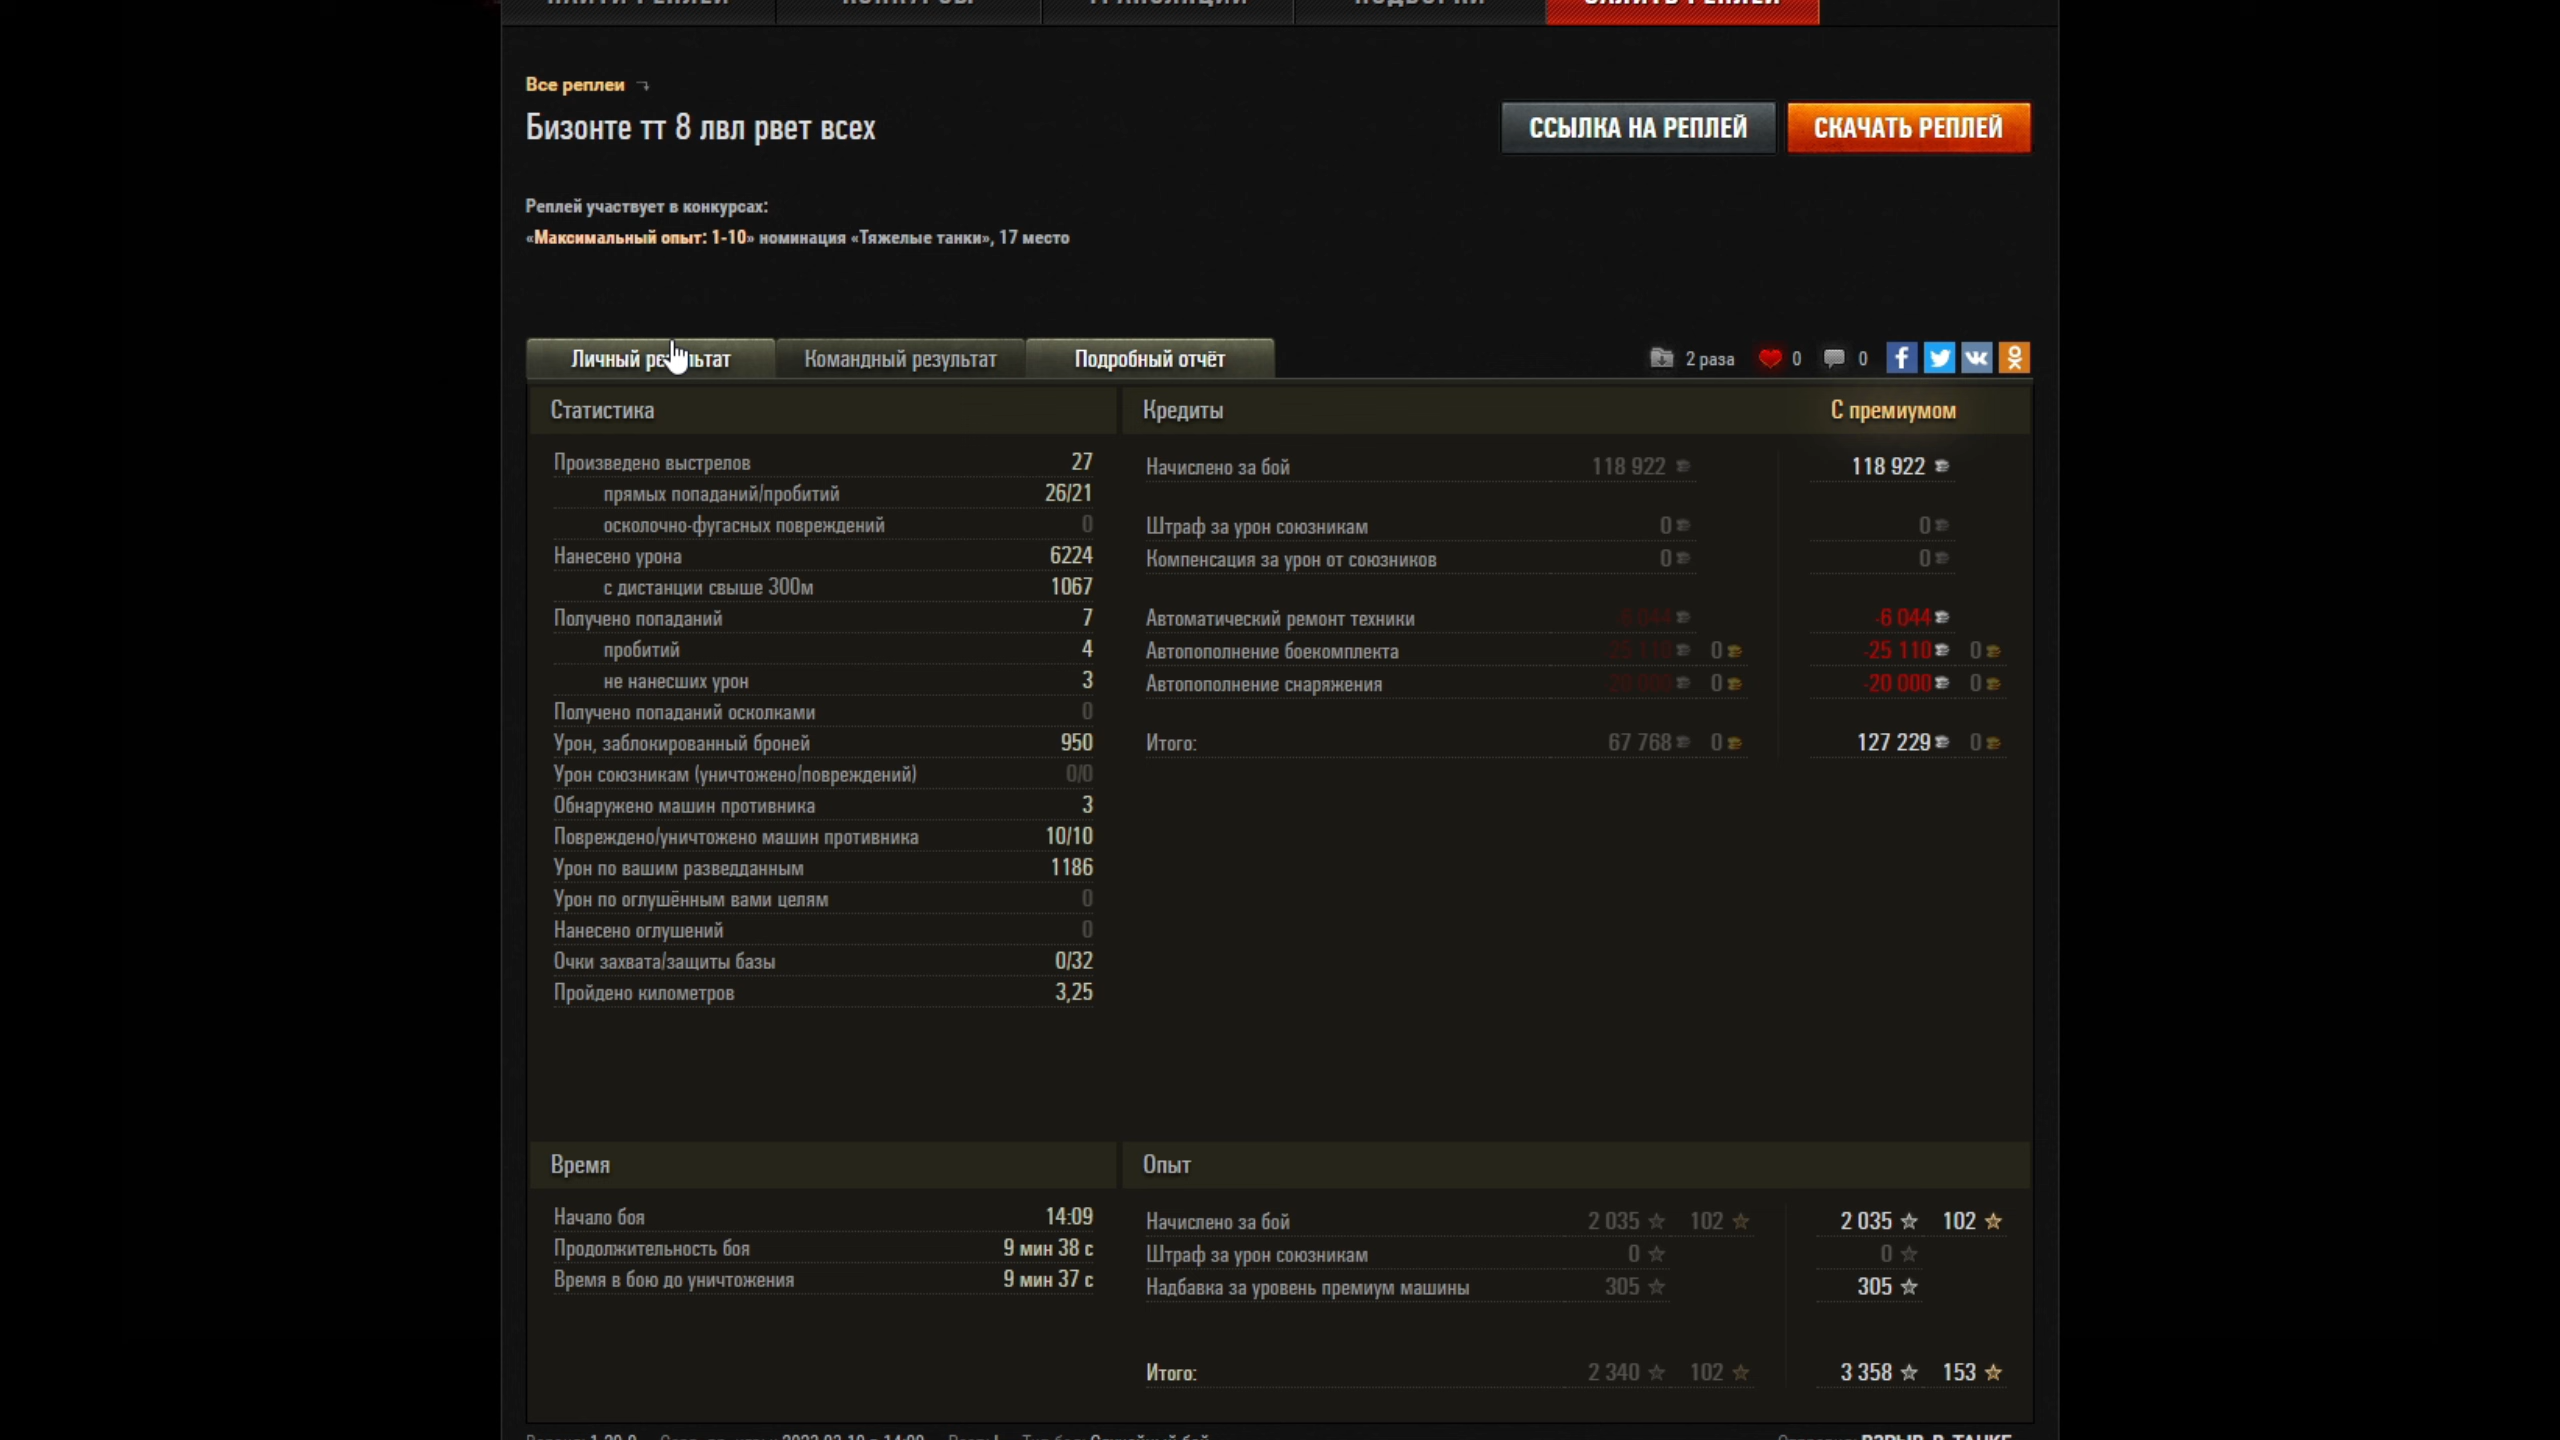 Все реплеи
Бизонте тт 8 лвл рвет всех
ССЫЛКА НА РЕПЛЕЙ
СКАЧАТЬ РЕПЛЕЙ
Реплей участвует в конкурсах:
«Максимальный опыт: 1-10» номинация «Тяжелые танки», 17 место
Личный результат
Командный результат
Подробный отчёт
2 раза 0 0
Статистика
Произведено выстрелов 27
прямых попаданий/пробитий 26/21
осколочно-фугасных повреждений 0
Нанесено урона 6224
с дистанции свыше 300м 1067
Получено попаданий 7
пробитий 4
не нанесших урон 3
Получено попаданий осколками 0
Урон, заблокированный броней 950
Урон союзникам (уничтожено/повреждений) 0/0
Обнаружено машин противника 3
Повреждено/уничтожено машин противника 10/10
Урон по вашим разведданным 1186
Урон по оглушённым вами целям 0
Нанесено оглушений 0
Очки захвата/защиты базы 0/32
Пройдено километров 3,25
Кредиты С премиумом
Начислено за бой 118 922 118 922
Штраф за урон союзникам 0 0
Компенсация за урон от союзников 0 0
Автоматический ремонт техники -6 044 -6 044
Автопополнение боекомплекта -25 110 0 -25 110 0
Автопополнение снаряжения -20 000 0 -20 000 0
Итого: 67 768 0 127 229 0
Время
Начало боя 14:09
Продолжительность боя 9 мин 38 с
Время в бою до уничтожения 9 мин 37 с
Опыт
Начислено за бой 2 035 102 2 035 102
Штраф за урон союзникам 0 0
Надбавка за уровень премиум машины 305 305
Итого: 2 340 102 3 358 153